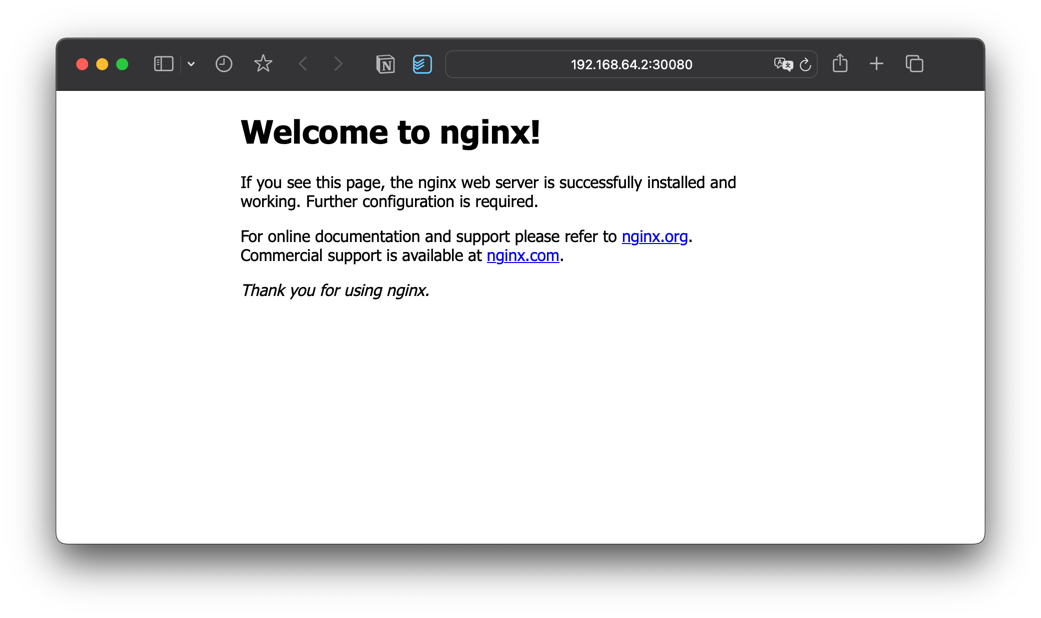 192.168.64.2:30080
Welcome to nginx!
If you see this page, the nginx web server is successfully installed and
working. Further configuration is required.
For online documentation and support please refer to nginx.org.
Commercial support is available at nginx.com.
Thank you for using nginx.